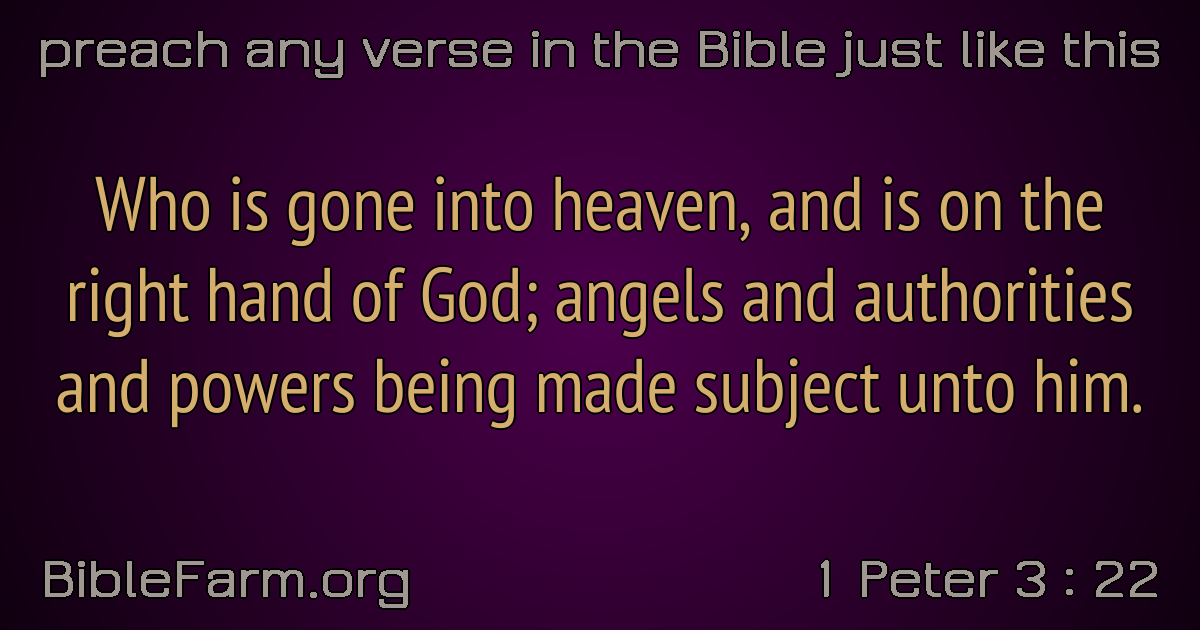 preach any verse in the Bible just like this
Who is gone into heaven, and is on the
right hand of God; angels and authorities
and powers being made subject unto him.
BibleFarm.org
1 Peter 3 : 22